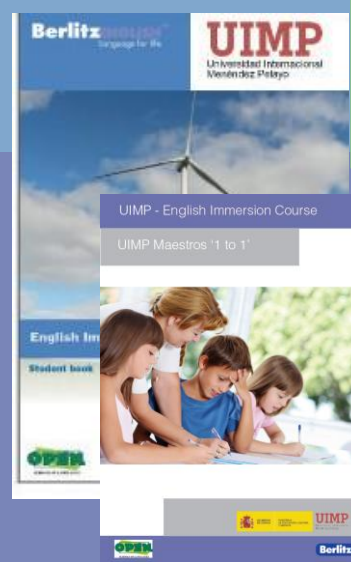 Berlitz ENGLISH
Language for life
UIMP
Universidad Internacional
Menéndez Pelayo
UIMP - English Immersion Course
UIMP Maestros '1 to 1'
English Im
Student book
OPEN
UIMP
OPEN
Berlitz